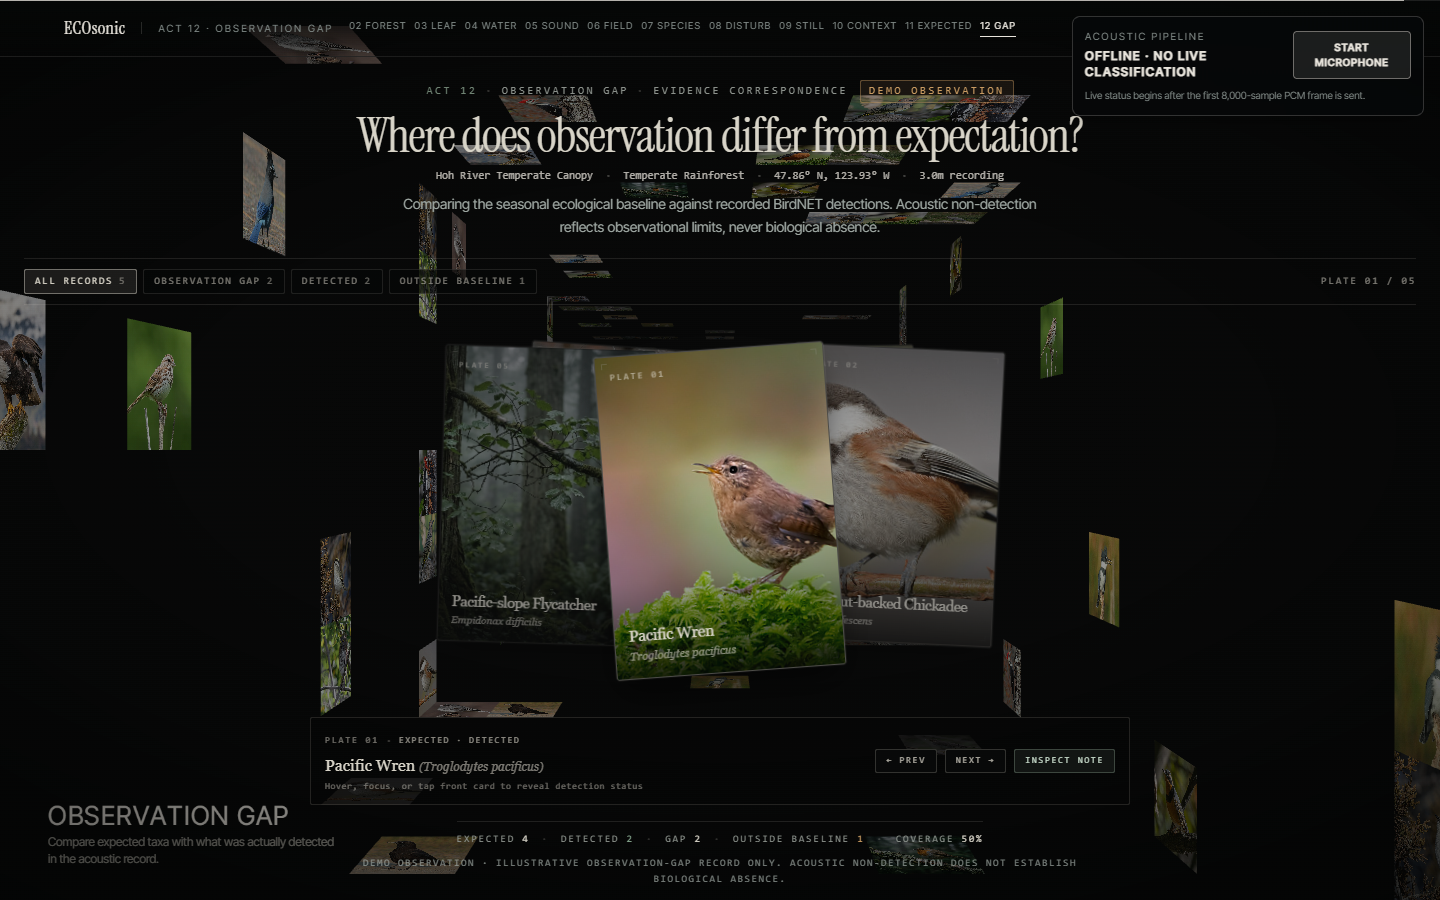 ECOsonic
ACT 12 · OBSERVATION GAP
02 FOREST 03 LEAF 04 WATER 05 SOUND 06 FIELD 07 SPECIES 08 DISTURB 09 STILL 10 CONTEXT 11 EXPECTED 12 GAP
ACOUSTIC PIPELINE
OFFLINE · NO LIVE
CLASSIFICATION
START
MICROPHONE
Live status begins after the first 8,000-sample PCM frame is sent.
ACT 12 · OBSERVATION GAP · EVIDENCE CORRESPONDENCE DEMO OBSERVATION
Where does observation differ from expectation?
Hoh River Temperate Canopy · Temperate Rainforest · 47.86° N, 123.93° W · 3.0m recording
Comparing the seasonal ecological baseline against recorded BirdNET detections. Acoustic non-detection
reflects observational limits, never biological absence.
ALL RECORDS 5
OBSERVATION GAP 2
DETECTED 2
OUTSIDE BASELINE 1
PLATE 01 / 05
PLATE 05
Pacific-slope Flycatcher
Empidonax difficilis
PLATE 01
Pacific Wren
Troglodytes pacificus
PLATE 02
ut-backed Chickadee
escens
PLATE 01 · EXPECTED · DETECTED
Pacific Wren (Troglodytes pacificus)
Hover, focus, or tap front card to reveal detection status
← PREV
NEXT →
INSPECT NOTE
OBSERVATION GAP
Compare expected taxa with what was actually detected
in the acoustic record.
EXPECTED 4 · DETECTED 2 · GAP 2 · OUTSIDE BASELINE 1 · COVERAGE 50%
DEMO OBSERVATION · ILLUSTRATIVE OBSERVATION-GAP RECORD ONLY. ACOUSTIC NON-DETECTION DOES NOT ESTABLISH
BIOLOGICAL ABSENCE.